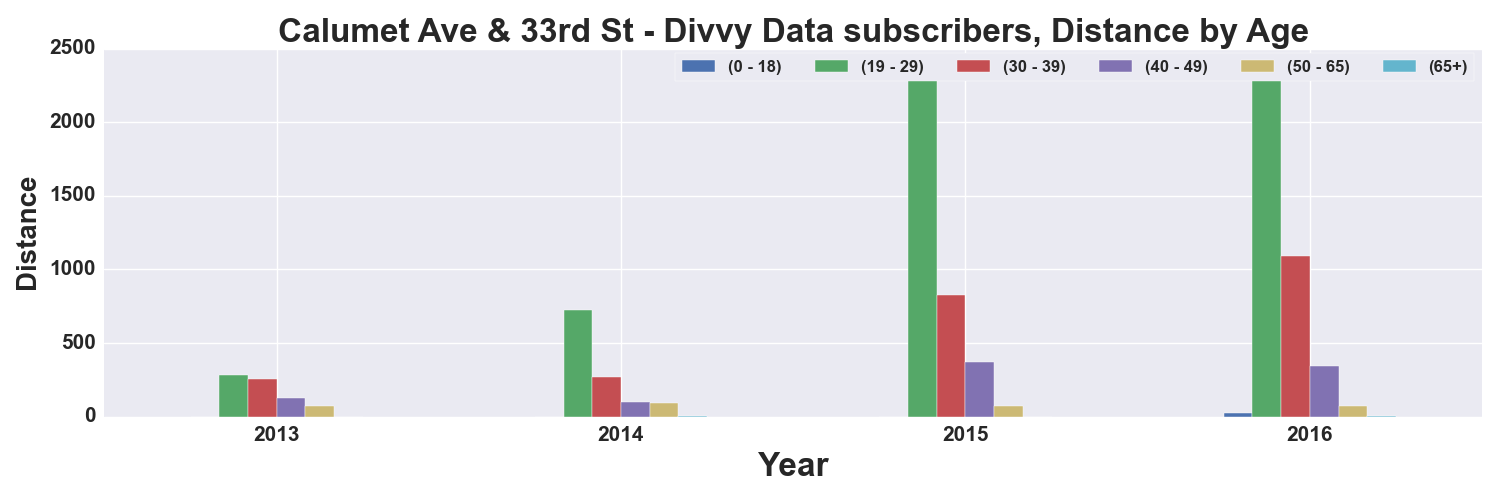 Calumet Ave & 33rd St - Divvy Data subscribers, Distance by Age
2500
(0 - 18) (19 - 29) (30 - 39) (40 - 49) (50 - 65) (65+)
2000
1500
Distance
1000
500
0
2013 2014 2015 2016
Year